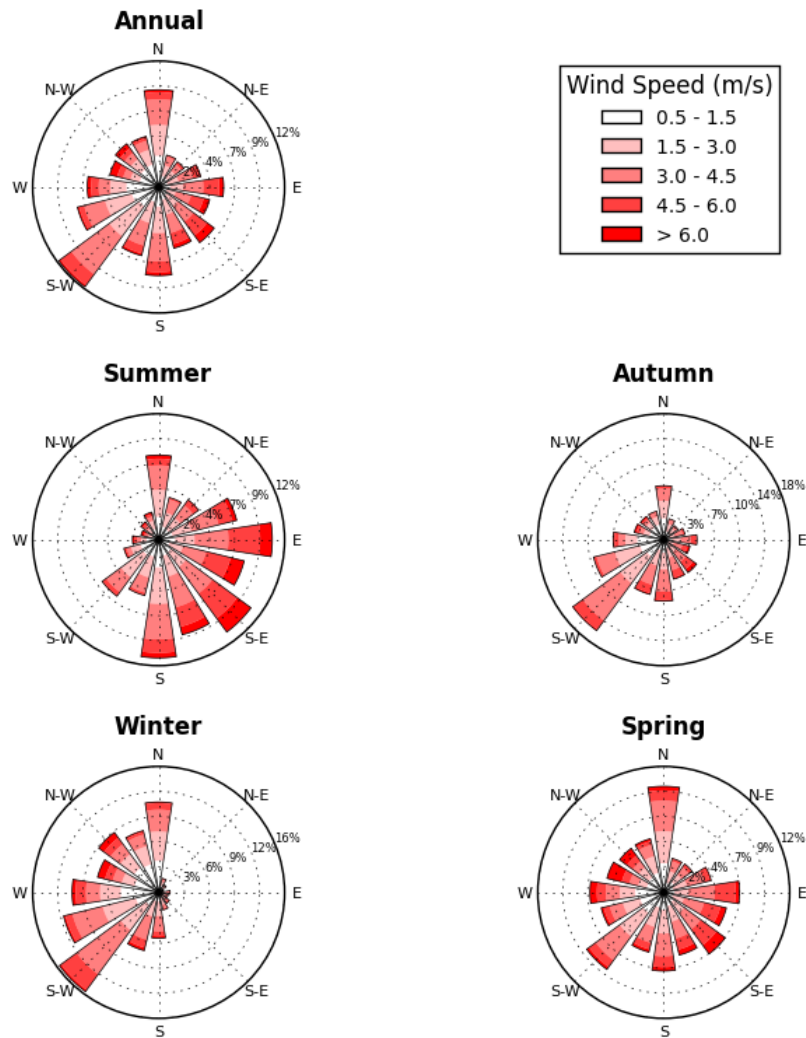 Annual
N
N-W
N-E
12%
9%
7%
4%
2%
W
E
S-W
S-E
S
Wind Speed (m/s)
0.5 - 1.5
1.5 - 3.0
3.0 - 4.5
4.5 - 6.0
> 6.0
Summer
N
N-W
N-E
12%
9%
7%
4%
2%
W
E
S-W
S-E
S
Autumn
N
N-W
N-E
18%
14%
10%
7%
3%
W
E
S-W
S-E
S
Winter
N
N-W
N-E
16%
12%
9%
6%
3%
W
E
S-W
S-E
S
Spring
N
N-W
N-E
12%
9%
7%
4%
2%
W
E
S-W
S-E
S